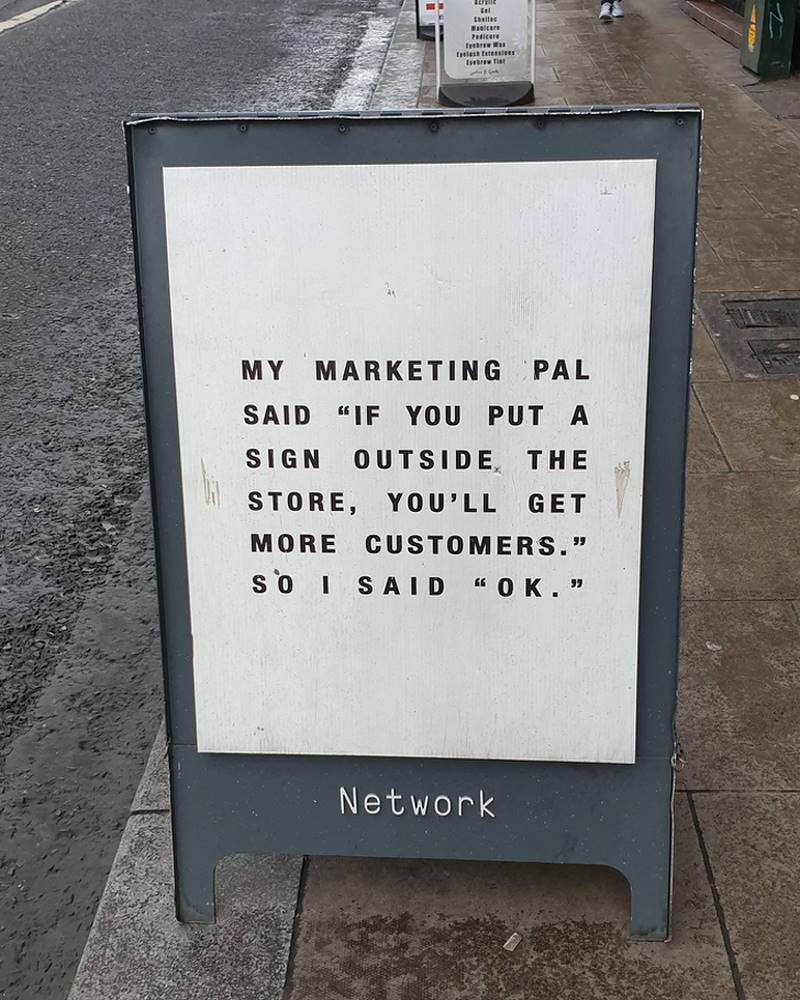 Acrylic
Gel
Shellac
Manicure
Pedicure
Eyebrow Wax
Eyelash Extensions
Eyebrow Tint
MY MARKETING PAL
SAID “IF YOU PUT A
SIGN OUTSIDE THE
STORE, YOU’LL GET
MORE CUSTOMERS.”
SO I SAID “OK.”
Network